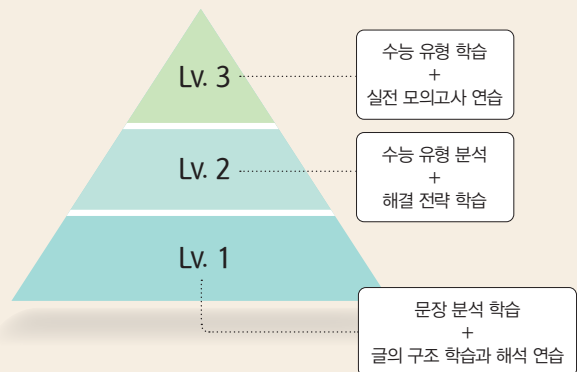 Lv. 3
수능 유형 학습
+
실전 모의고사 연습
Lv. 2
수능 유형 분석
+
해결 전략 학습
Lv. 1
문장 분석 학습
+
글의 구조 학습과 해석 연습